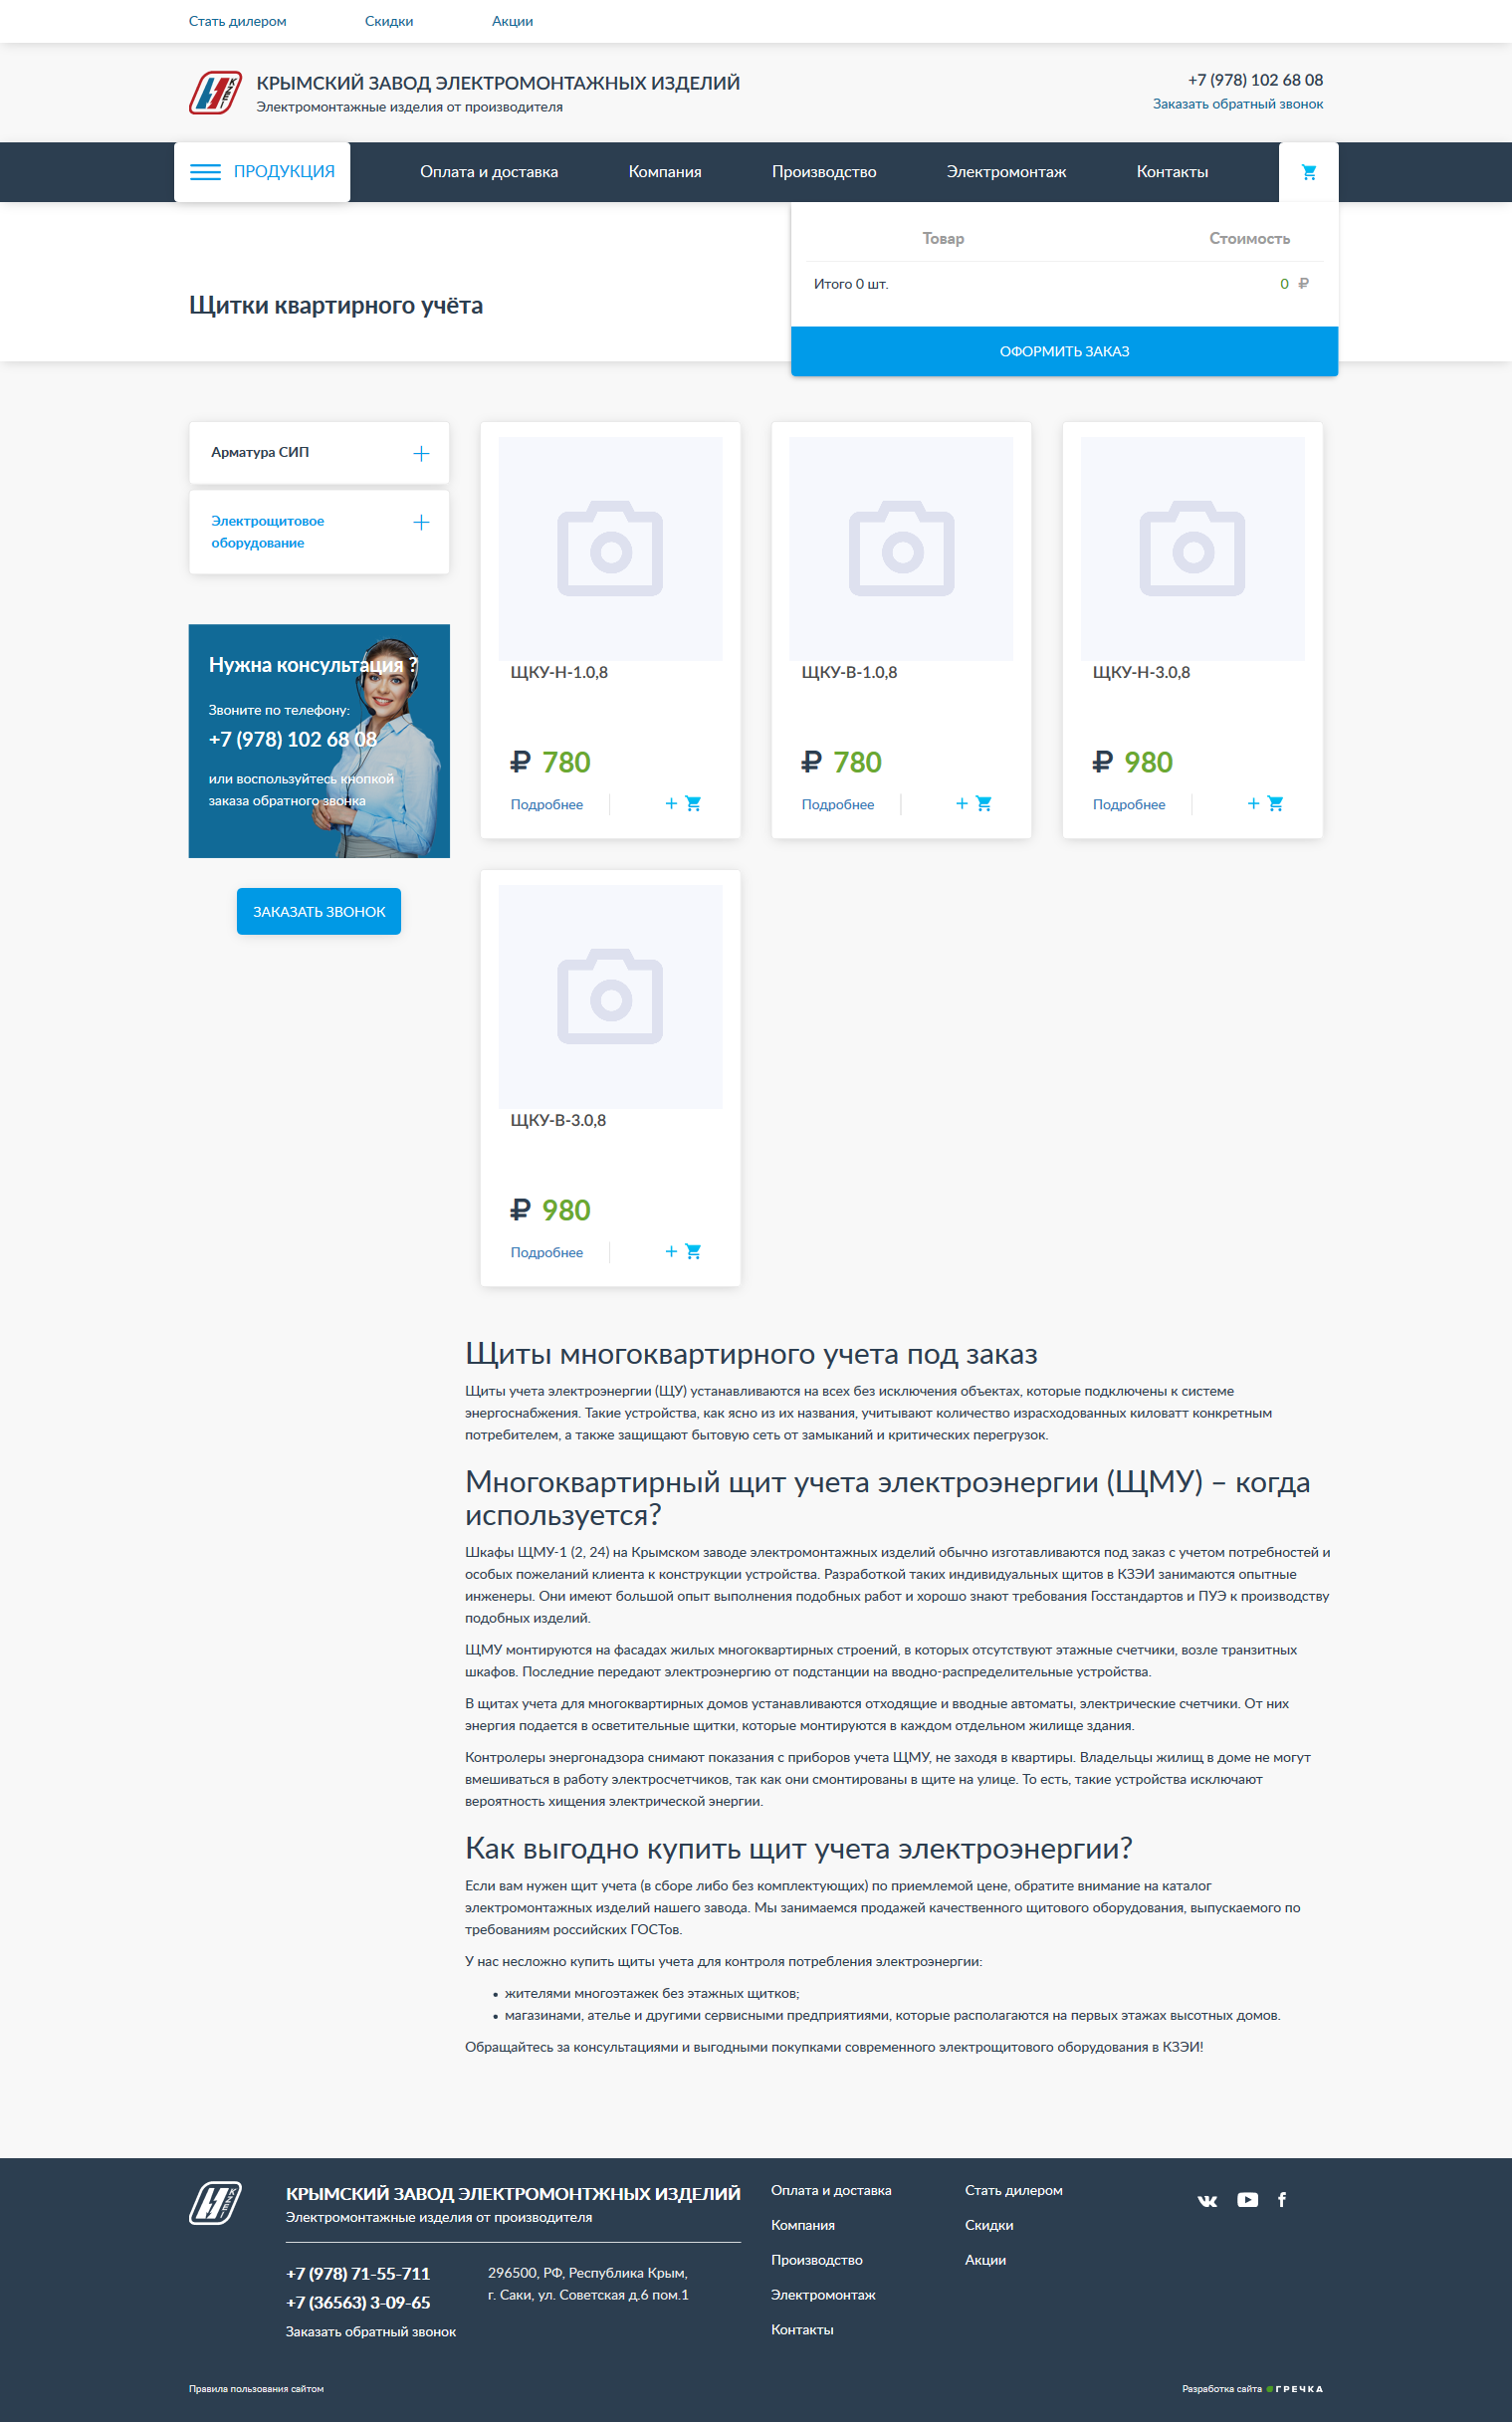 Стать дилером
Скидки
Акции
КРЫМСКИЙ ЗАВОД ЭЛЕКТРОМОНТАЖНЫХ ИЗДЕЛИЙ
Электромонтажные изделия от производителя
+7 (978) 102 68 08
Заказать обратный звонок
ПРОДУКЦИЯ
Оплата и доставка
Компания
Производство
Электромонтаж
Контакты
Товар
Стоимость
Итого 0 шт.
0 ₽
ОФОРМИТЬ ЗАКАЗ
Щитки квартирного учёта
Арматура СИП
Электрощитовое
оборудование
Нужна консультация ?
Звоните по телефону:
+7 (978) 102 68 08
или воспользуйтесь кнопкой
заказа обратного звонка
ЗАКАЗАТЬ ЗВОНОК
ЩКУ-Н-1.0,8
₽ 780
Подробнее
+
ЩКУ-В-1.0,8
₽ 780
Подробнее
+
ЩКУ-Н-3.0,8
₽ 980
Подробнее
+
ЩКУ-В-3.0,8
₽ 980
Подробнее
+
Щиты многоквартирного учета под заказ
Щиты учета электроэнергии (ЩУ) устанавливаются на всех без исключения объектах, которые подключены к системе
энергоснабжения. Такие устройства, как ясно из их названия, учитывают количество израсходованных киловатт конкретным
потребителем, а также защищают бытовую сеть от замыканий и критических перегрузок.
Многоквартирный щит учета электроэнергии (ЩМУ) – когда
используется?
Шкафы ЩМУ-1 (2, 24) на Крымском заводе электромонтажных изделий обычно изготавливаются под заказ с учетом потребностей и
особых пожеланий клиента к конструкции устройства. Разработкой таких индивидуальных щитов в КЗЭИ занимаются опытные
инженеры. Они имеют большой опыт выполнения подобных работ и хорошо знают требования Госстандартов и ПУЭ к производству
подобных изделий.
ЩМУ монтируются на фасадах жилых многоквартирных строений, в которых отсутствуют этажные счетчики, возле транзитных
шкафов. Последние передают электроэнергию от подстанции на вводно-распределительные устройства.
В щитах учета для многоквартирных домов устанавливаются отходящие и вводные автоматы, электрические счетчики. От них
энергия подается в осветительные щитки, которые монтируются в каждом отдельном жилище здания.
Контролеры энергонадзора снимают показания с приборов учета ЩМУ, не заходя в квартиры. Владельцы жилищ в доме не могут
вмешиваться в работу электросчетчиков, так как они смонтированы в щите на улице. То есть, такие устройства исключают
вероятность хищения электрической энергии.
Как выгодно купить щит учета электроэнергии?
Если вам нужен щит учета (в сборе либо без комплектующих) по приемлемой цене, обратите внимание на каталог
электромонтажных изделий нашего завода. Мы занимаемся продажей качественного щитового оборудования, выпускаемого по
требованиям российских ГОСТов.
У нас несложно купить щиты учета для контроля потребления электроэнергии:
• жителями многоэтажек без этажных щитков;
• магазинами, ателье и другими сервисными предприятиями, которые располагаются на первых этажах высотных домов.
Обращайтесь за консультациями и выгодными покупками современного электрощитового оборудования в КЗЭИ!
КРЫМСКИЙ ЗАВОД ЭЛЕКТРОМОНТЖНЫХ ИЗДЕЛИЙ
Электромонтажные изделия от производителя
+7 (978) 71-55-711
+7 (36563) 3-09-65
Заказать обратный звонок
296500, РФ, Республика Крым,
г. Саки, ул. Советская д.6 пом.1
Оплата и доставка
Компания
Производство
Электромонтаж
Контакты
Стать дилером
Скидки
Акции
Правила пользования сайтом
Разработка сайта ГРЕЧКА